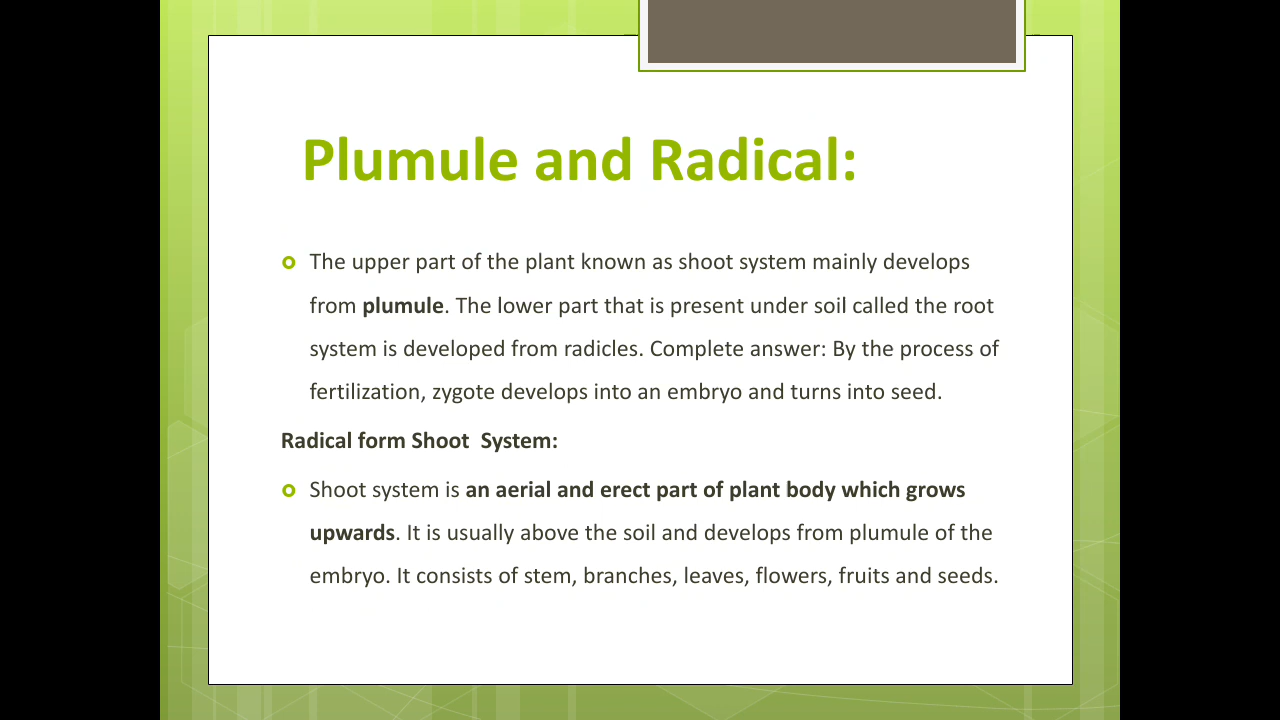 Plumule and Radical:
The upper part of the plant known as shoot system mainly develops
from plumule. The lower part that is present under soil called the root
system is developed from radicles. Complete answer: By the process of
fertilization, zygote develops into an embryo and turns into seed.
Radical form Shoot  System:
Shoot system is an aerial and erect part of plant body which grows
upwards. It is usually above the soil and develops from plumule of the
embryo. It consists of stem, branches, leaves, flowers, fruits and seeds.